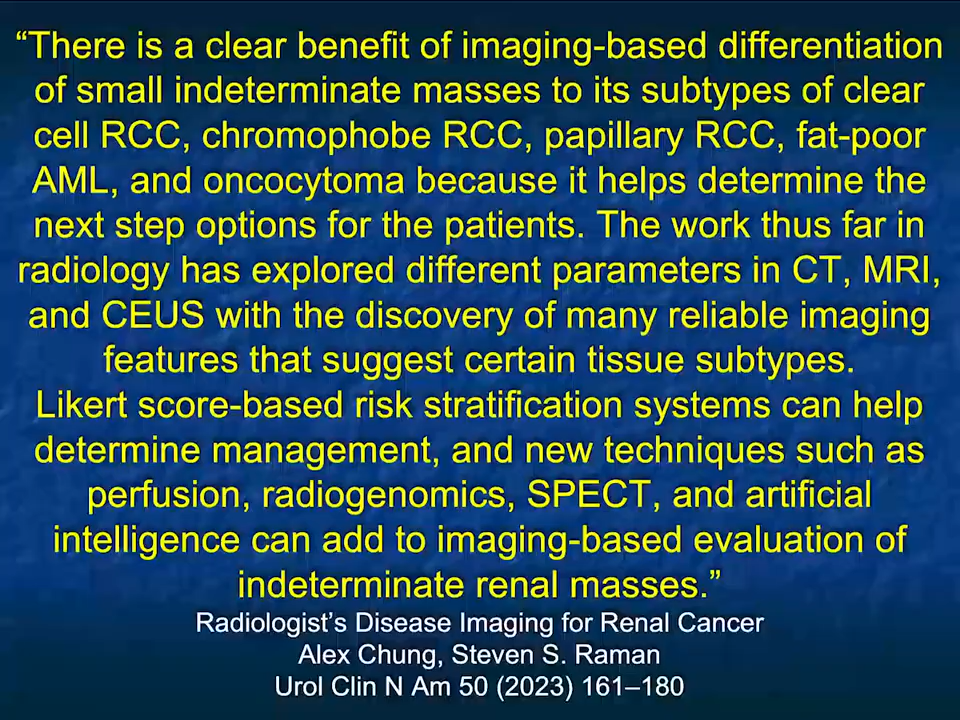 “There is a clear benefit of imaging-based differentiation
of small indeterminate masses to its subtypes of clear
cell RCC, chromophobe RCC, papillary RCC, fat-poor
AML, and oncocytoma because it helps determine the
next step options for the patients. The work thus far in
radiology has explored different parameters in CT, MRI,
and CEUS with the discovery of many reliable imaging
features that suggest certain tissue subtypes.
Likert score-based risk stratification systems can help
determine management, and new techniques such as
perfusion, radiogenomics, SPECT, and artificial
intelligence can add to imaging-based evaluation of
indeterminate renal masses.”
Radiologist’s Disease Imaging for Renal Cancer
Alex Chung, Steven S. Raman
Urol Clin N Am 50 (2023) 161–180